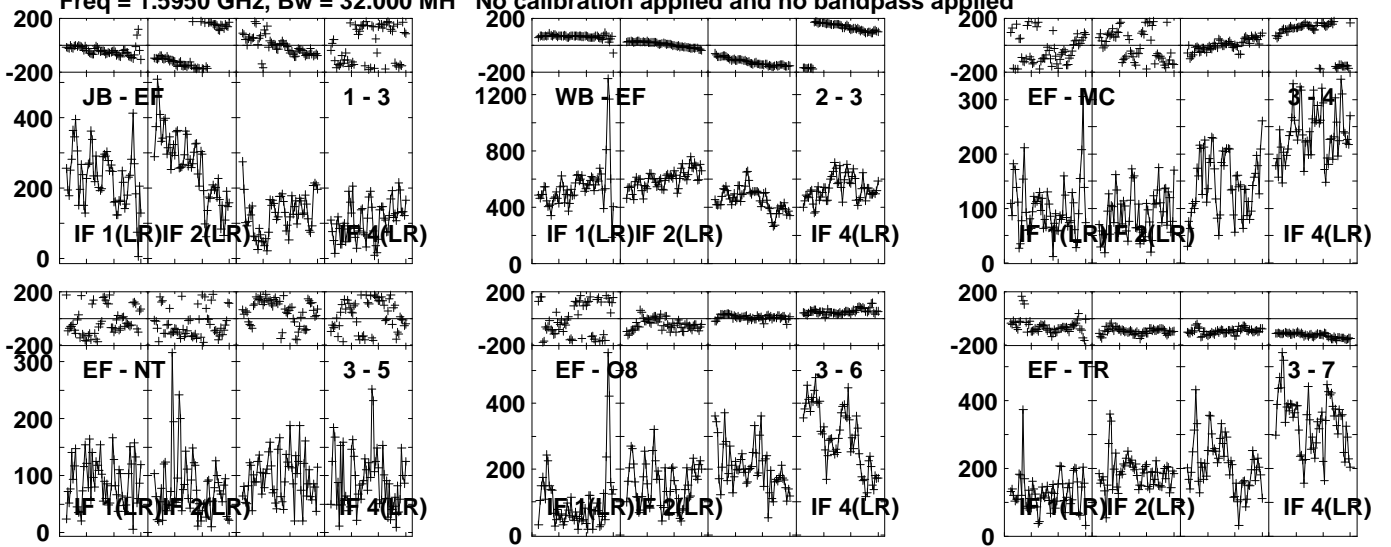 Freq = 1.5950 GHz, Bw = 32.000 MH No calibration applied and no bandpass applied
200
-200
JB - EF 1 - 3
400
200
0
IF 1(LR) IF 2(LR) IF 4(LR)
200
-200
WB - EF 2 - 3
1200
800
400
0
IF 1(LR) IF 2(LR) IF 4(LR)
200
-200
EF - MC 3 - 4
300
200
100
0
IF 1(LR) IF 2(LR) IF 4(LR)
200
-200
EF - NT 3 - 5
300
200
100
0
IF 1(LR) IF 2(LR) IF 4(LR)
200
-200
EF - O8 3 - 6
400
200
0
IF 1(LR) IF 2(LR) IF 4(LR)
200
-200
EF - TR 3 - 7
400
200
0
IF 1(LR) IF 2(LR) IF 4(LR)